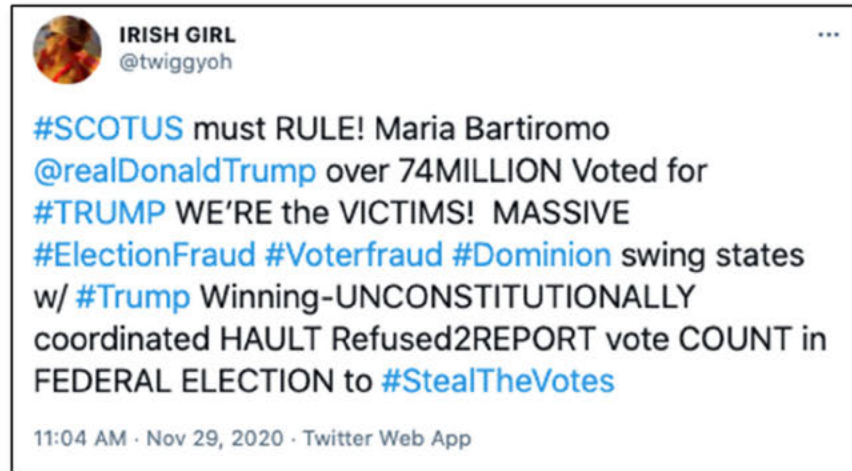 IRISH GIRL
@twiggyoh
#SCOTUS must RULE! Maria Bartiromo
@realDonaldTrump over 74MILLION Voted for
#TRUMP WE'RE the VICTIMS!  MASSIVE
#ElectionFraud #Voterfraud #Dominion swing states
w/ #Trump Winning-UNCONSTITUTIONALLY
coordinated HAULT Refused2REPORT vote COUNT in
FEDERAL ELECTION to #StealTheVotes
11:04 AM · Nov 29, 2020 · Twitter Web App